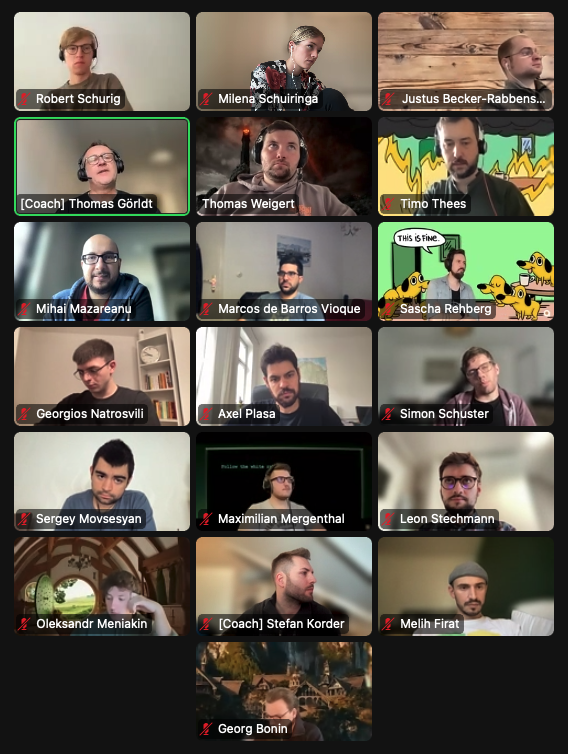 Robert Schurig
Milena Schuiringa
Justus Becker-Rabbens...
[Coach] Thomas Görldt
Thomas Weigert
Timo Thees
Mihai Mazareanu
Marcos de Barros Vioque
THIS IS FINE.
Sascha Rehberg
Georgios Natrosvili
Axel Plasa
Simon Schuster
Follow the white
Sergey Movsesyan
Maximilian Mergenthal
Leon Stechmann
Oleksandr Meniakin
[Coach] Stefan Korder
Melih Firat
Georg Bonin